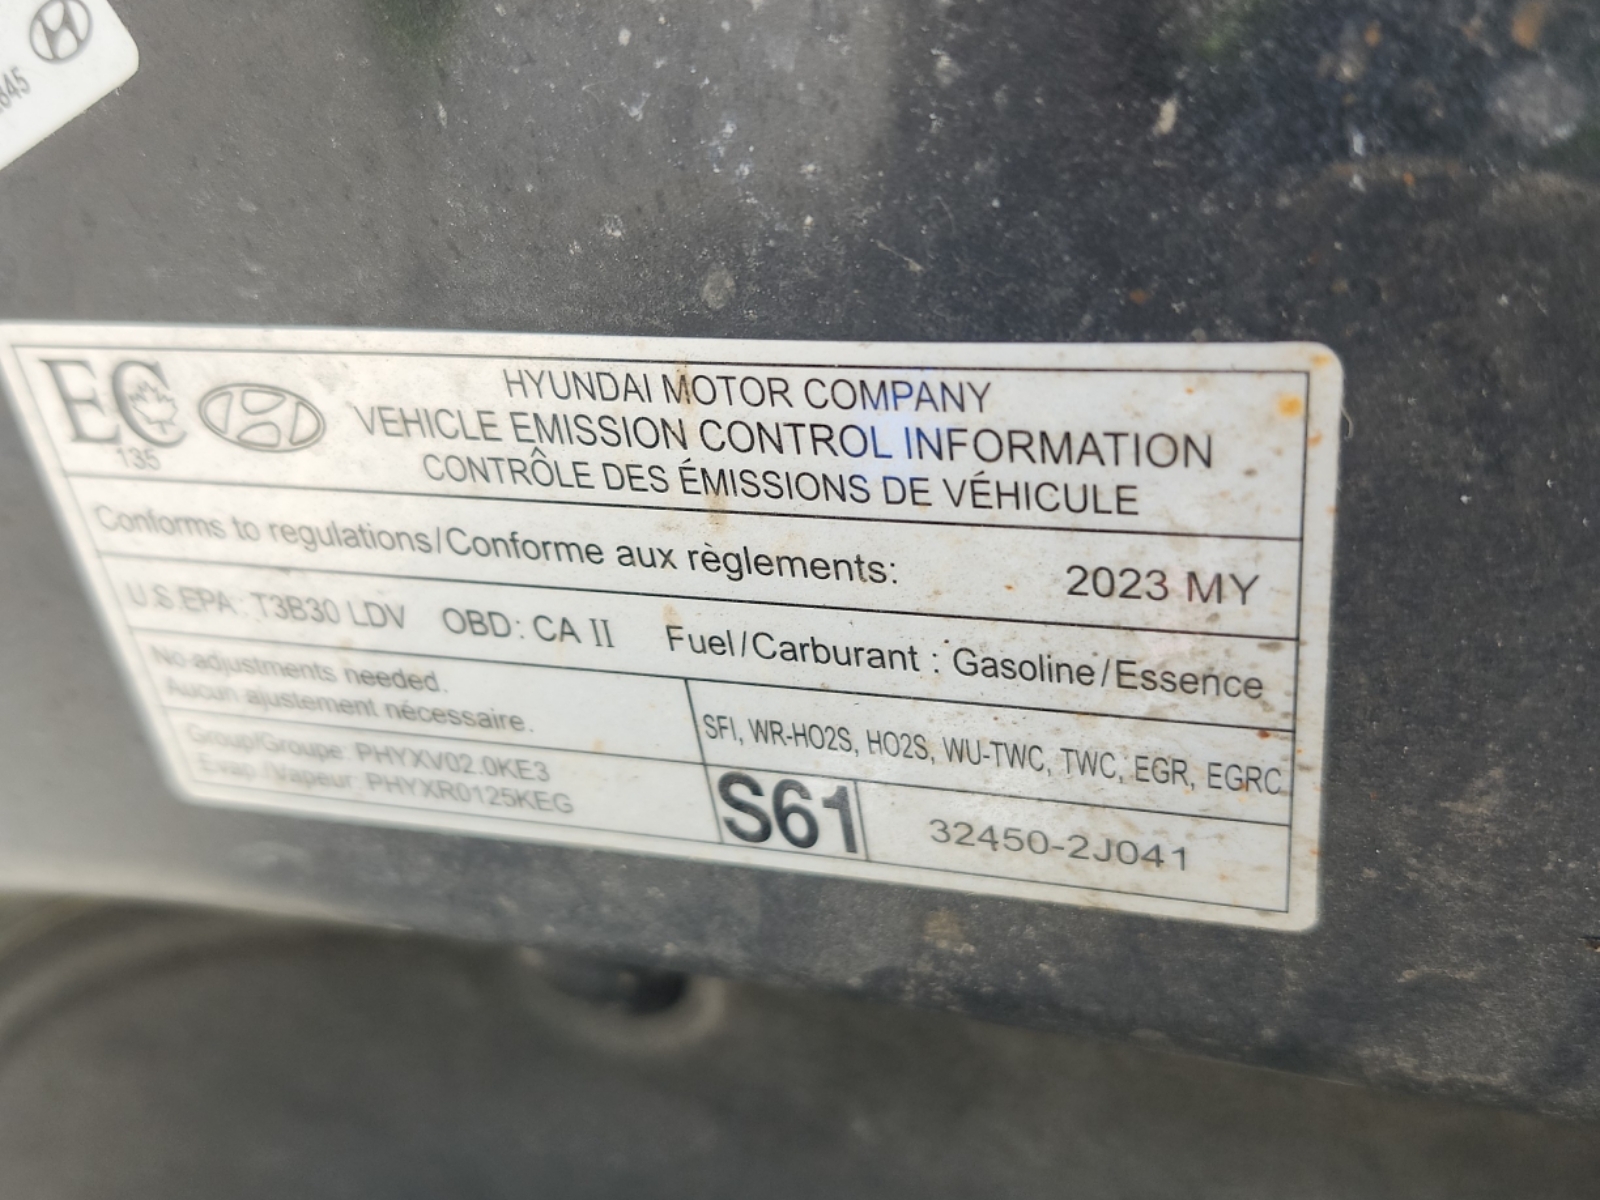 645
EC
135
HYUNDAI MOTOR COMPANY
VEHICLE EMISSION CONTROL INFORMATION
CONTRÔLE DES ÉMISSIONS DE VÉHICULE
Conforms to regulations/Conforme aux règlements: 2023 MY
U.S.EPA: T3B30 LDV OBD: CA II Fuel/Carburant : Gasoline/Essence
No adjustments needed.
Aucun ajustement nécessaire.
SFI, WR-HO2S, HO2S, WU-TWC, TWC, EGR, EGRC
Group/Groupe: PHYXV02.0KE3
Evap./Vapeur: PHYXR0125KEG
S61
32450-2J041